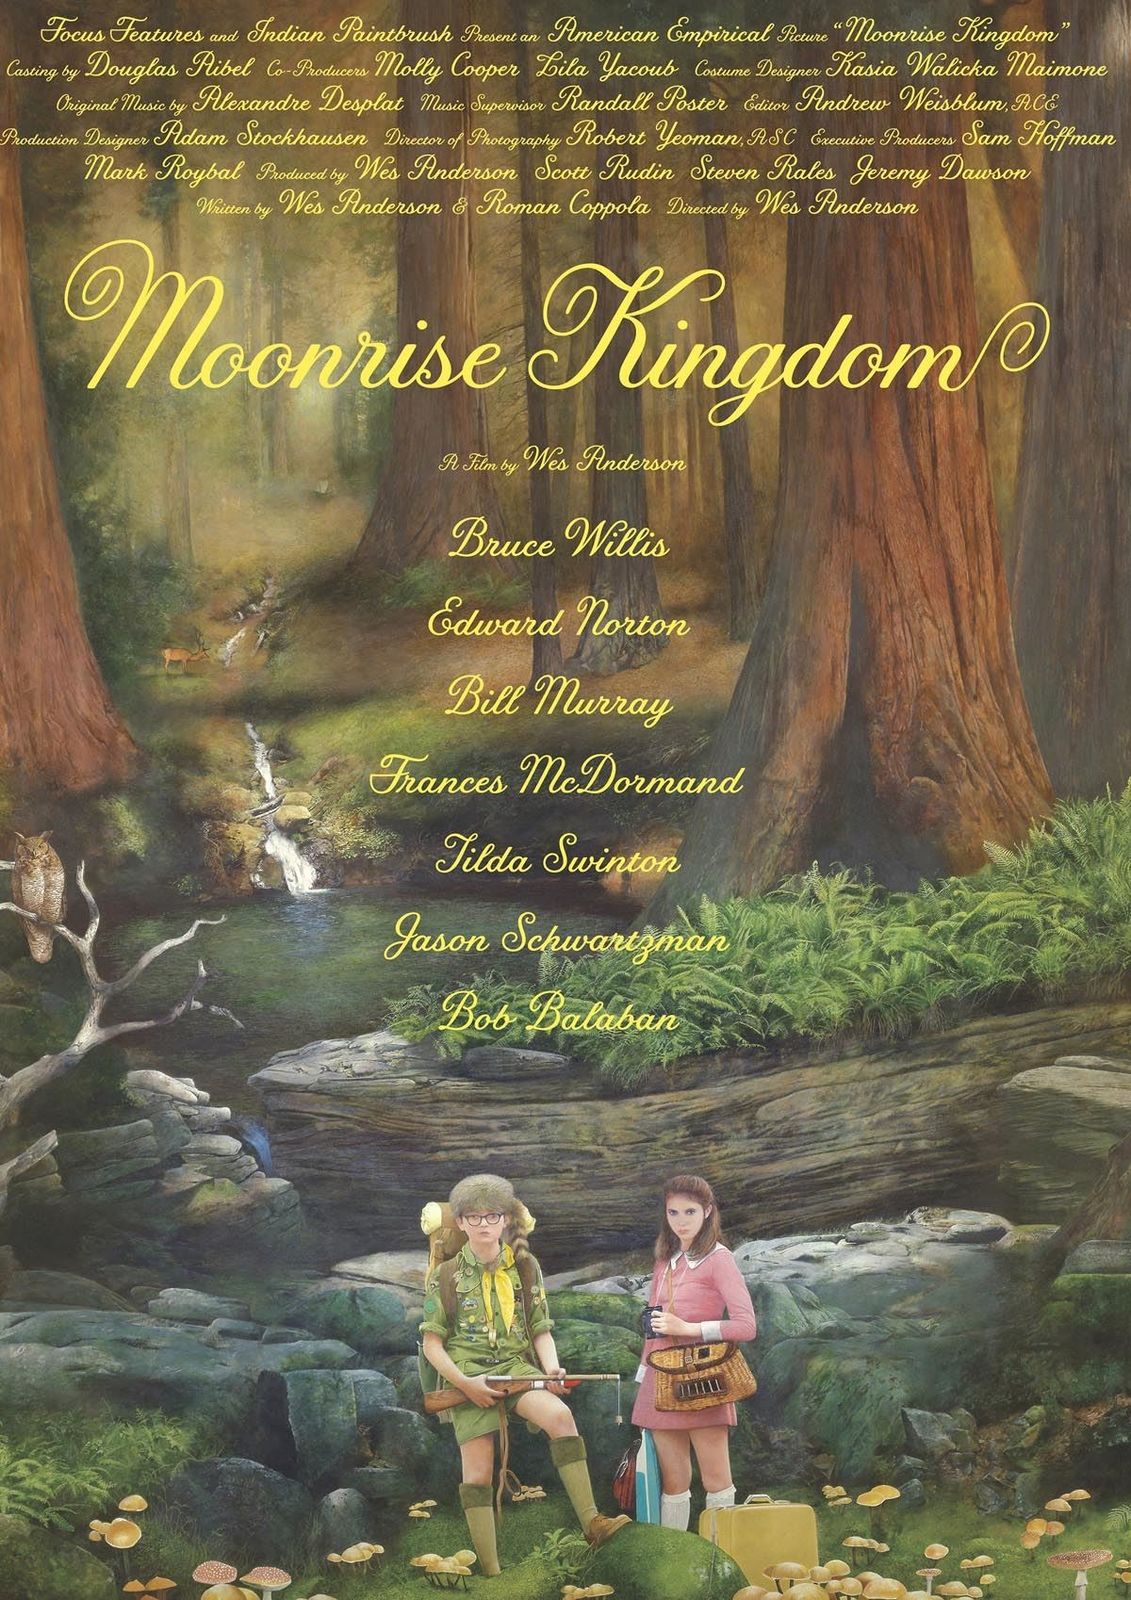 Focus Features and Indian Paintbrush Present an American Empirical Picture "Moonrise Kingdom"
Casting by Douglas Aibel Co-Producers Molly Cooper Lila Yacoub Costume Designer Kasia Walicka Maimone
Original Music by Alexandre Desplat Music Supervisor Randall Poster Editor Andrew Weisblum, ACE
Production Designer Adam Stockhausen Director of Photography Robert Yeoman, ASC Executive Producers Sam Hoffman
Mark Roybal Produced by Wes Anderson Scott Rudin Steven Rales Jeremy Dawson
Written by Wes Anderson & Roman Coppola Directed by Wes Anderson
Moonrise Kingdom
A Film by Wes Anderson
Bruce Willis
Edward Norton
Bill Murray
Frances McDormand
Tilda Swinton
Jason Schwartzman
Bob Balaban